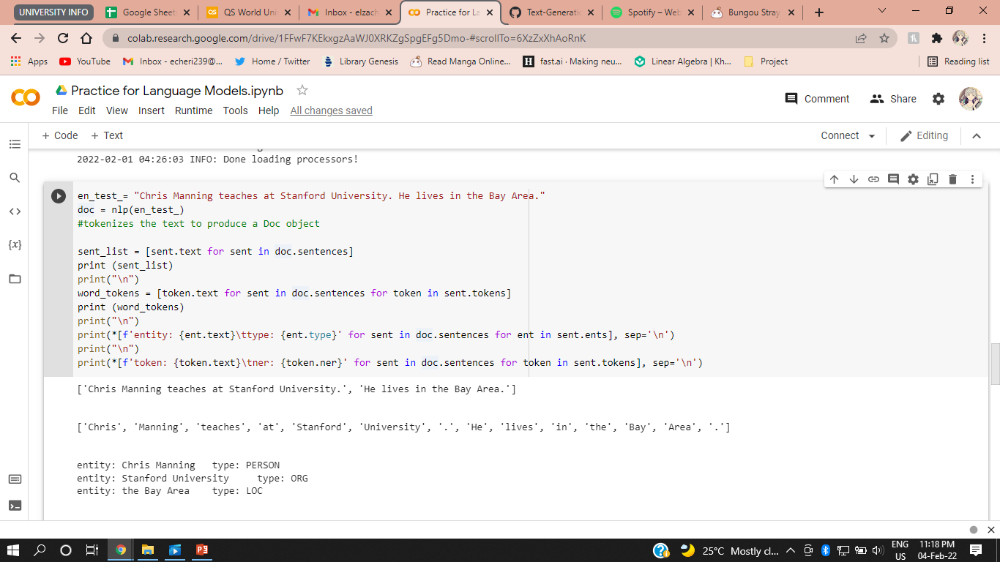 UNIVERSITY INFO
Google Sheet
QS World Uni
Inbox - elzach
Practice for La
Text-Generatio
Spotify – Web
Bungou Stray
colab.research.google.com/drive/1FFwF7KEkxgzAaWJ0XRKZgSpgEFg5Dmo-#scrollTo=6XzZxXhAoRnK
Apps
YouTube
Inbox - echeri239@...
Home / Twitter
Library Genesis
Read Manga Online...
fast.ai · Making neu...
Linear Algebra | Kh...
Project
Reading list
Practice for Language Models.ipynb
Comment
Share
File Edit View Insert Runtime Tools Help All changes saved
+ Code + Text
Connect
Editing
2022-02-01 04:26:03 INFO: Done loading processors!
en_test_= "Chris Manning teaches at Stanford University. He lives in the Bay Area."
doc = nlp(en_test_)
#tokenizes the text to produce a Doc object
sent_list = [sent.text for sent in doc.sentences]
print (sent_list)
print("\n")
word_tokens = [token.text for sent in doc.sentences for token in sent.tokens]
print (word_tokens)
print("\n")
print(*[f'entity: {ent.text}\ttype: {ent.type}' for sent in doc.sentences for ent in sent.ents], sep='\n')
print("\n")
print(*[f'token: {token.text}\tner: {token.ner}' for sent in doc.sentences for token in sent.tokens], sep='\n')
['Chris Manning teaches at Stanford University.', 'He lives in the Bay Area.']
['Chris', 'Manning', 'teaches', 'at', 'Stanford', 'University', '.', 'He', 'lives', 'in', 'the', 'Bay', 'Area', '.']
entity: Chris Manning type: PERSON
entity: Stanford University type: ORG
entity: the Bay Area type: LOC
25°C Mostly cl...
ENG
US
11:18 PM
04-Feb-22